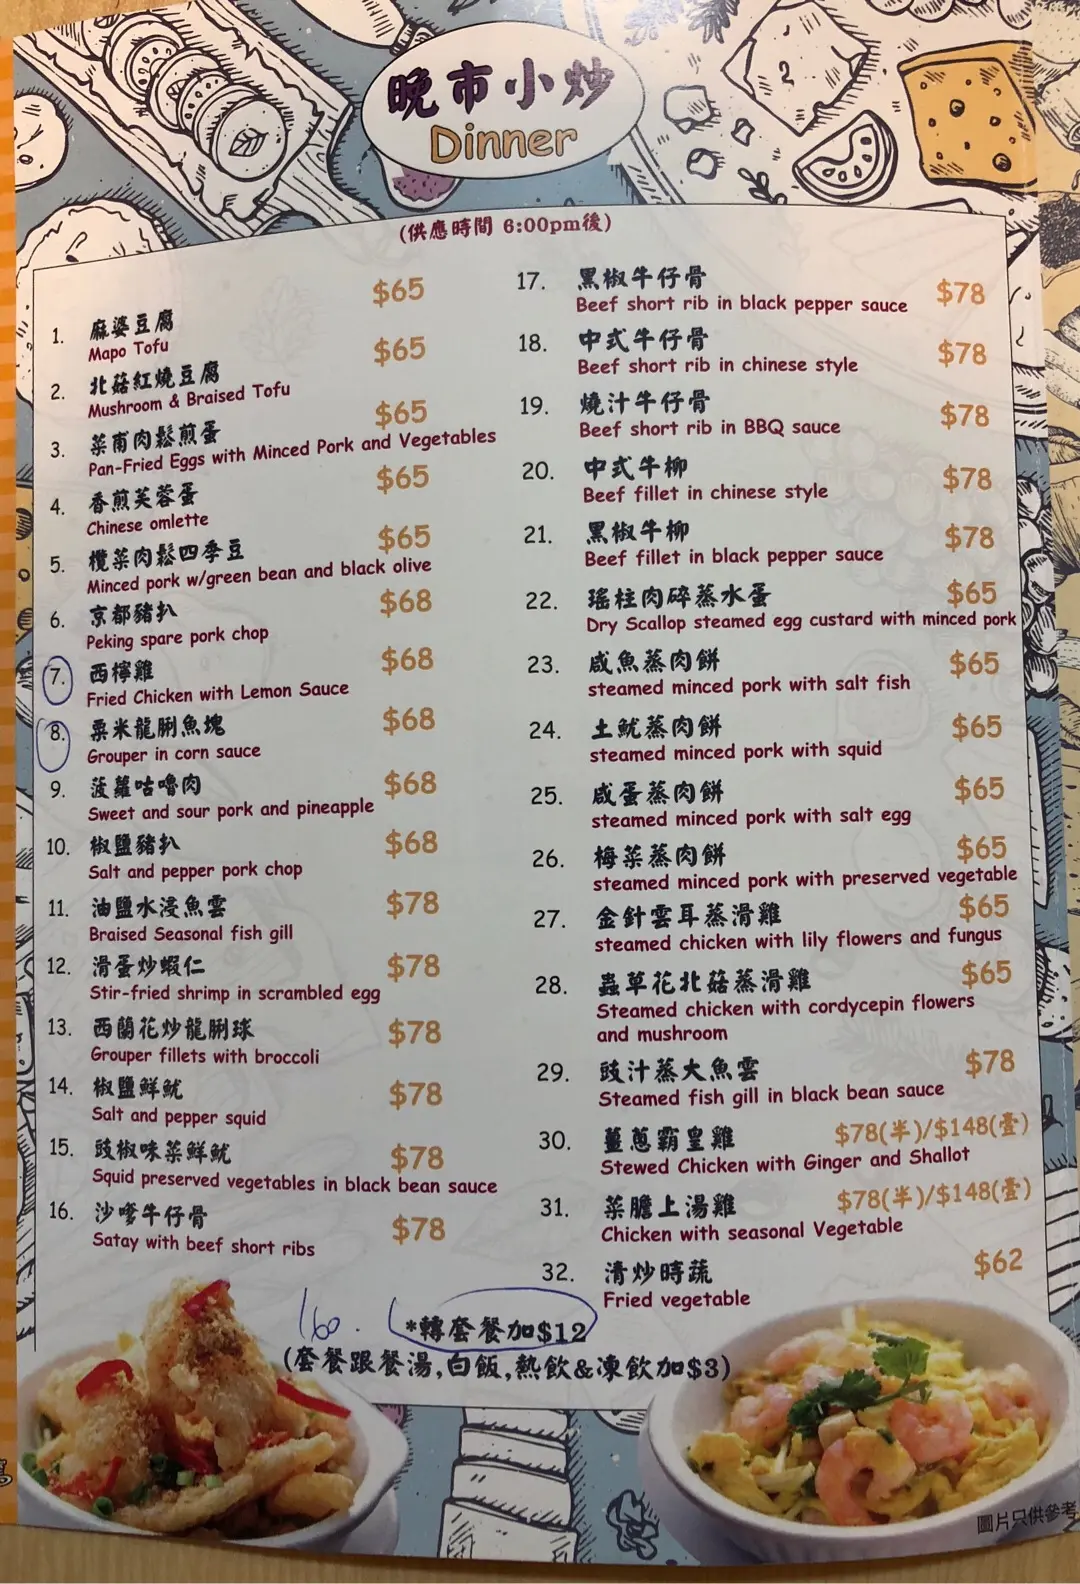 晚市小炒
Dinner
(供應時間 6:00pm後)
1. 麻婆豆腐 $65
Mapo Tofu
2. 北菇紅燒豆腐 $65
Mushroom & Braised Tofu
3. 菜甫肉鬆煎蛋 $65
Pan-Fried Eggs with Minced Pork and Vegetables
4. 香煎芙蓉蛋 $65
Chinese omlette
5. 欖菜肉鬆四季豆 $65
Minced pork w/green bean and black olive
6. 京都豬扒 $68
Peking spare pork chop
7. 西檸雞 $68
Fried Chicken with Lemon Sauce
8. 粟米龍脷魚塊 $68
Grouper in corn sauce
9. 菠蘿咕嚕肉 $68
Sweet and sour pork and pineapple
10. 椒鹽豬扒 $68
Salt and pepper pork chop
11. 油鹽水浸魚雲 $78
Braised Seasonal fish gill
12. 滑蛋炒蝦仁 $78
Stir-fried shrimp in scrambled egg
13. 西蘭花炒龍脷球 $78
Grouper fillets with broccoli
14. 椒鹽鮮魷 $78
Salt and pepper squid
15. 豉椒味菜鮮魷 $78
Squid preserved vegetables in black bean sauce
16. 沙嗲牛仔骨 $78
Satay with beef short ribs
17. 黑椒牛仔骨 $78
Beef short rib in black pepper sauce
18. 中式牛仔骨 $78
Beef short rib in chinese style
19. 燒汁牛仔骨 $78
Beef short rib in BBQ sauce
20. 中式牛柳 $78
Beef fillet in chinese style
21. 黑椒牛柳 $78
Beef fillet in black pepper sauce
22. 瑤柱肉碎蒸水蛋 $65
Dry Scallop steamed egg custard with minced pork
23. 咸魚蒸肉餅 $65
steamed minced pork with salt fish
24. 土魷蒸肉餅 $65
steamed minced pork with squid
25. 咸蛋蒸肉餅 $65
steamed minced pork with salt egg
26. 梅菜蒸肉餅 $65
steamed minced pork with preserved vegetable
27. 金針雲耳蒸滑雞 $65
steamed chicken with lily flowers and fungus
28. 蟲草花北菇蒸滑雞 $65
Steamed chicken with cordycepin flowers
and mushroom
29. 豉汁蒸大魚雲 $78
Steamed fish gill in black bean sauce
30. 薑蔥霸皇雞 $78(半)/$148(壹)
Stewed Chicken with Ginger and Shallot
31. 菜膽上湯雞 $78(半)/$148(壹)
Chicken with seasonal Vegetable
32. 清炒時蔬 $62
Fried vegetable
160.
*轉套餐加$12
(套餐跟餐湯,白飯,熱飲&凍飲加$3)
圖片只供參考